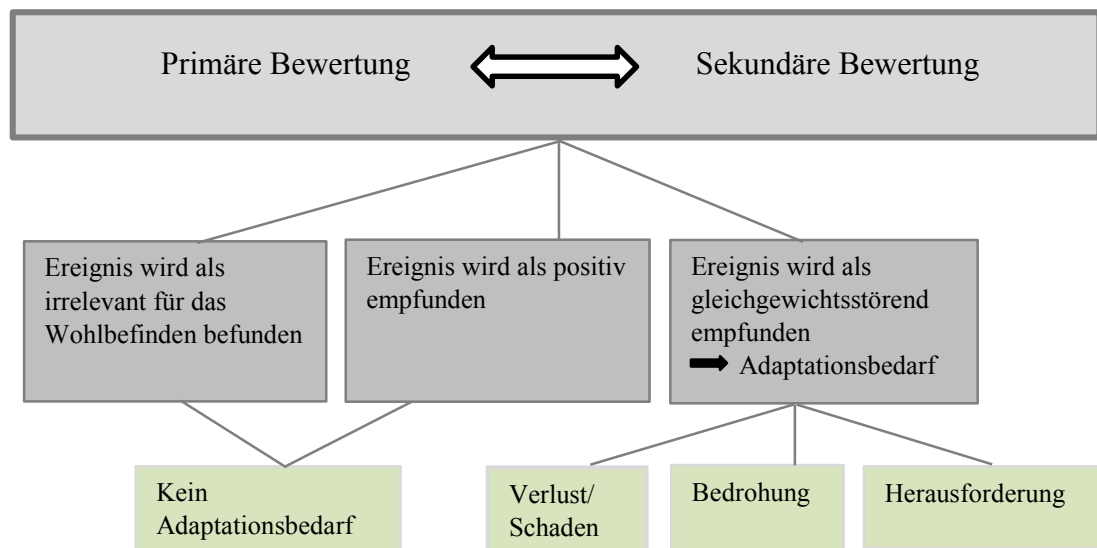 Primäre Bewertung
Sekundäre Bewertung
Ereignis wird als
irrelevant für das
Wohlbefinden befunden
Ereignis wird als positiv
empfunden
Ereignis wird als
gleichgewichtsstörend
empfunden
Adaptationsbedarf
Kein
Adaptationsbedarf
Verlust/
Schaden
Bedrohung
Herausforderung